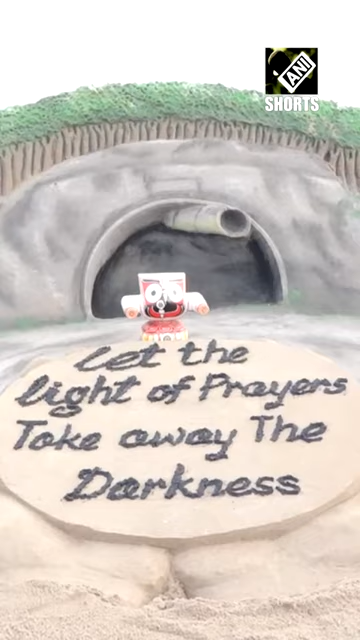 ANI
SHORTS
Let the
light of Prayers
Take away The
Darkness